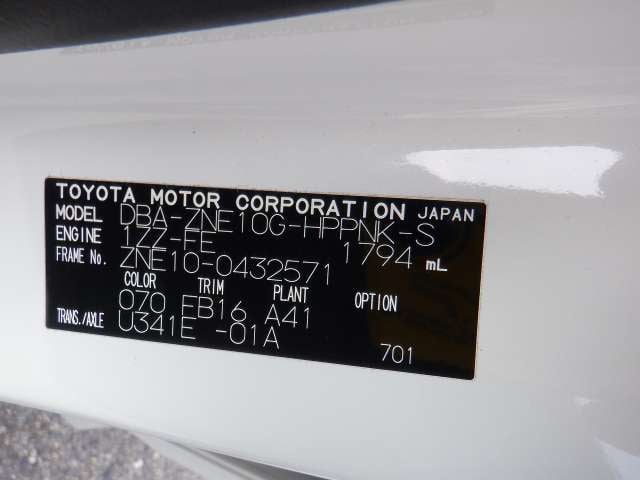 TOYOTA MOTOR CORPORATION JAPAN
MODEL DBA-ZNE10G-HPPNK-S
ENGINE 1ZZ-FE 1794 mL
FRAME No. ZNE10-0432571
COLOR TRIM PLANT OPTION
070 FB16 A41
TRANS./AXLE U341E -01A
701